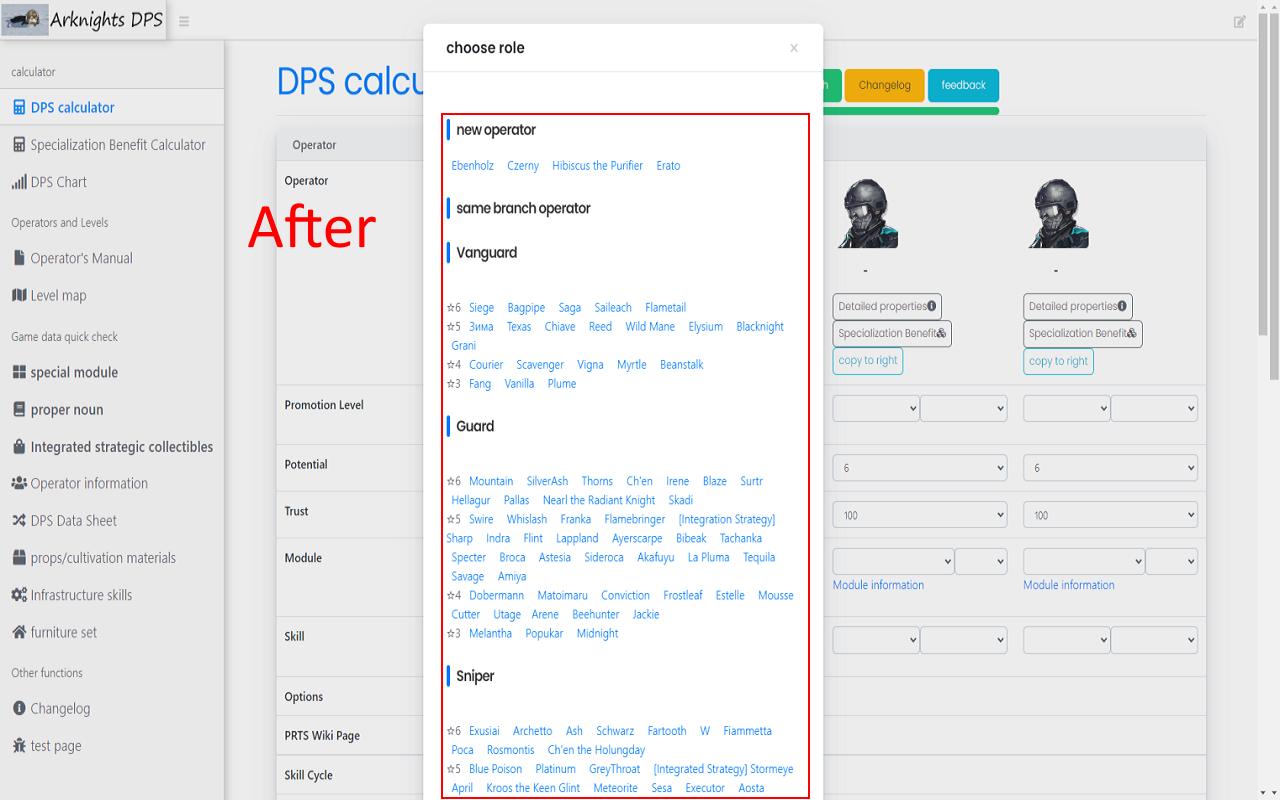 Arknights DPS
calculator
DPS calculator
Specialization Benefit Calculator
DPS Chart
Operators and Levels
Operator's Manual
Level map
Game data quick check
special module
proper noun
Integrated strategic collectibles
Operator information
DPS Data Sheet
props/cultivation materials
Infrastructure skills
furniture set
Other functions
Changelog
test page
DPS calcu
Changelog
feedback
Operator
Operator
After
Promotion Level
Potential
Trust
Module
Skill
Options
PRTS Wiki Page
Skill Cycle
choose role
×
new operator
Ebenholz Czerny Hibiscus the Purifier Erato
same branch operator
Vanguard
☆6 Siege Bagpipe Saga Saileach Flametail
☆5 Зима Texas Chiave Reed Wild Mane Elysium Blacknight
Grani
☆4 Courier Scavenger Vigna Myrtle Beanstalk
☆3 Fang Vanilla Plume
Guard
☆6 Mountain SilverAsh Thorns Ch'en Irene Blaze Surtr
Hellagur Pallas Nearl the Radiant Knight Skadi
☆5 Swire Whislash Franka Flamebringer [Integration Strategy]
Sharp Indra Flint Lappland Ayerscarpe Bibeak Tachanka
Specter Broca Astesia Sideroca Akafuyu La Pluma Tequila
Savage Amiya
☆4 Dobermann Matoimaru Conviction Frostleaf Estelle Mousse
Cutter Utage Arene Beehunter Jackie
☆3 Melantha Popukar Midnight
Sniper
☆6 Exusiai Archetto Ash Schwarz Fartooth W Fiammetta
Poca Rosmontis Ch'en the Holungday
☆5 Blue Poison Platinum GreyThroat [Integrated Strategy] Stormeye
April Kroos the Keen Glint Meteorite Sesa Executor Aosta
- -
Detailed properties Detailed properties
Specialization Benefit Specialization Benefit
copy to right copy to right
6 6
100 100
Module information Module information